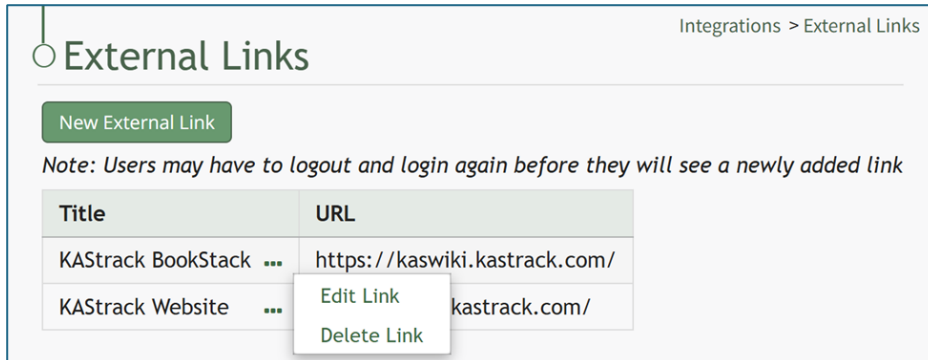 Integrations > External Links
External Links
New External Link
Note: Users may have to logout and login again before they will see a newly added link
Title URL
KAStrack BookStack ... https://kaswiki.kastrack.com/
KAStrack Website ... kastrack.com/
Edit Link
Delete Link